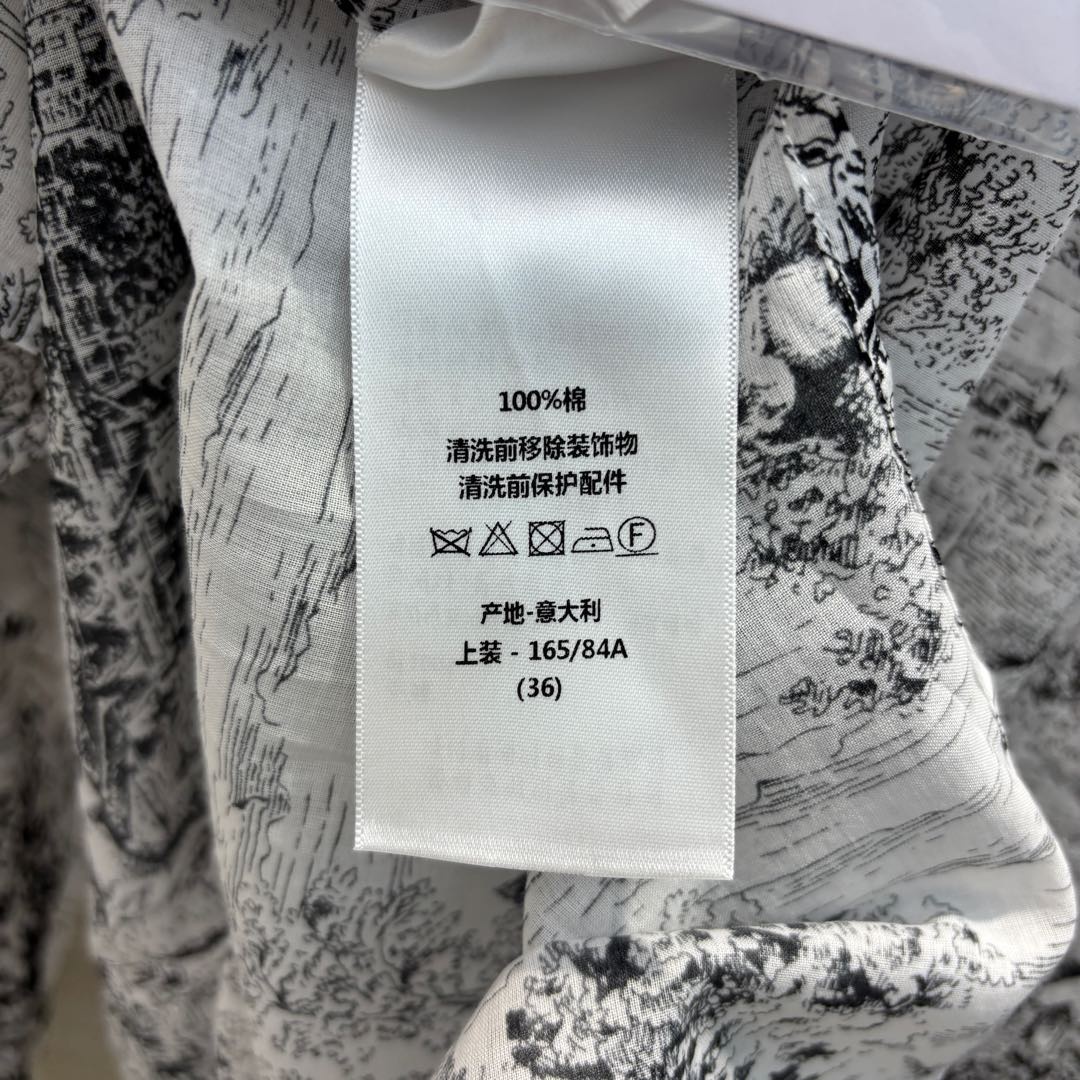 100%棉
清洗前移除装饰物
清洗前保护配件
F
产地-意大利
上装 - 165/84A
(36)